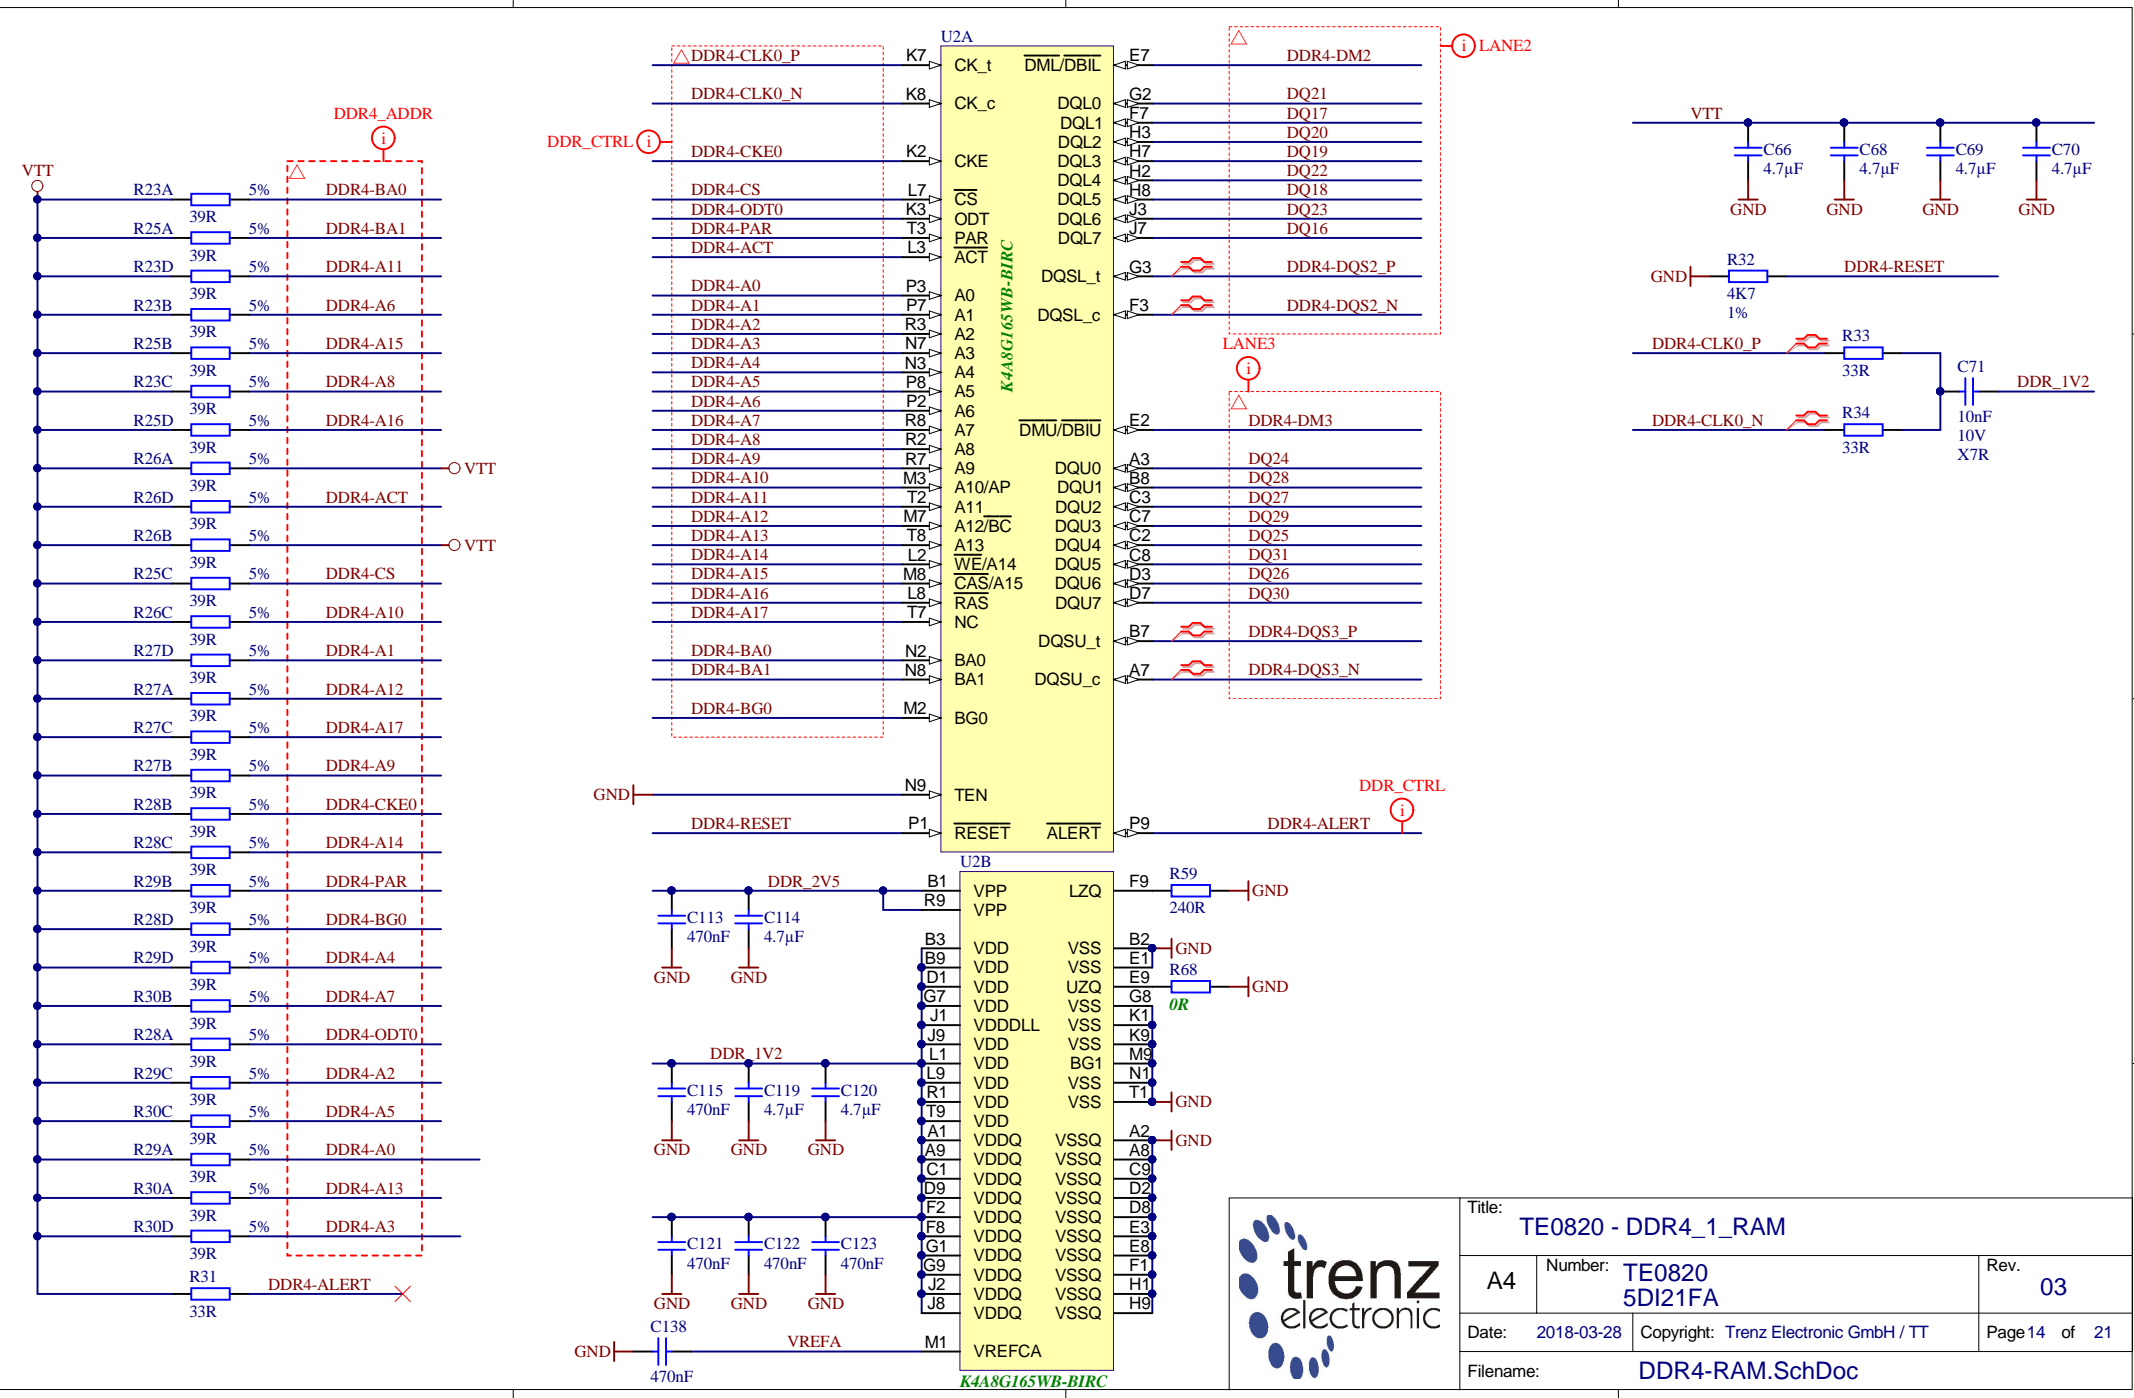 DDR4_ADDR
i
VTT
R23A 5% DDR4-BA0
39R
R25A 5% DDR4-BA1
39R
R23D 5% DDR4-A11
39R
R23B 5% DDR4-A6
39R
R25B 5% DDR4-A15
39R
R23C 5% DDR4-A8
39R
R25D 5% DDR4-A16
39R
R26A 5% VTT
39R
R26D 5% DDR4-ACT
39R
R26B 5% VTT
39R
R25C 5% DDR4-CS
39R
R26C 5% DDR4-A10
39R
R27D 5% DDR4-A1
39R
R27A 5% DDR4-A12
39R
R27C 5% DDR4-A17
39R
R27B 5% DDR4-A9
39R
R28B 5% DDR4-CKE0
39R
R28C 5% DDR4-A14
39R
R29B 5% DDR4-PAR
39R
R28D 5% DDR4-BG0
39R
R29D 5% DDR4-A4
39R
R30B 5% DDR4-A7
39R
R28A 5% DDR4-ODT0
39R
R29C 5% DDR4-A2
39R
R30C 5% DDR4-A5
39R
R29A 5% DDR4-A0
39R
R30A 5% DDR4-A13
39R
R30D 5% DDR4-A3
39R
R31 DDR4-ALERT
33R
U2A
DDR_CTRL i
DDR4-CLK0_P K7 CK_t
DDR4-CLK0_N K8 CK_c
DDR4-CKE0 K2 CKE
DDR4-CS L7 CS
DDR4-ODT0 K3 ODT
DDR4-PAR T3 PAR
DDR4-ACT L3 ACT
DDR4-A0 P3 A0
DDR4-A1 P7 A1
DDR4-A2 R3 A2
DDR4-A3 N7 A3
DDR4-A4 N3 A4
DDR4-A5 P8 A5
DDR4-A6 P2 A6
DDR4-A7 R8 A7
DDR4-A8 R2 A8
DDR4-A9 R7 A9
DDR4-A10 M3 A10/AP
DDR4-A11 T2 A11
DDR4-A12 M7 A12/BC
DDR4-A13 T8 A13
DDR4-A14 L2 WE/A14
DDR4-A15 M8 CAS/A15
DDR4-A16 L8 RAS
DDR4-A17 T7 NC
DDR4-BA0 N2 BA0
DDR4-BA1 N8 BA1
DDR4-BG0 M2 BG0
GND N9 TEN
DDR4-RESET P1 RESET
K4A8G165WB-BIRC
i LANE2
DML/DBIL E7 DDR4-DM2
DQL0 G2 DQ21
DQL1 F7 DQ17
DQL2 H3 DQ20
DQL3 H7 DQ19
DQL4 H2 DQ22
DQL5 H8 DQ18
DQL6 J3 DQ23
DQL7 J7 DQ16
DQSL_t G3 DDR4-DQS2_P
DQSL_c F3 DDR4-DQS2_N
LANE3
i
DMU/DBIU E2 DDR4-DM3
DQU0 A3 DQ24
DQU1 B8 DQ28
DQU2 C3 DQ27
DQU3 C7 DQ29
DQU4 C2 DQ25
DQU5 C8 DQ31
DQU6 D3 DQ26
DQU7 D7 DQ30
DQSU_t B7 DDR4-DQS3_P
DQSU_c A7 DDR4-DQS3_N
DDR_CTRL
i
ALERT P9 DDR4-ALERT
U2B
DDR_2V5 B1 VPP
R9 VPP
C113 C114
470nF 4.7µF
GND GND
B3 VDD
B9 VDD
D1 VDD
G7 VDD
J1 VDDDLL
J9 VDD
DDR_1V2 L1 VDD
L9 VDD
R1 VDD
T9 VDD
C115 C119 C120
470nF 4.7µF 4.7µF
GND GND GND
A1 VDDQ
A9 VDDQ
C1 VDDQ
D9 VDDQ
F2 VDDQ
F8 VDDQ
G1 VDDQ
G9 VDDQ
J2 VDDQ
J8 VDDQ
C121 C122 C123
470nF 470nF 470nF
GND GND GND
C138
GND VREFA M1 VREFCA
470nF
K4A8G165WB-BIRC
LZQ F9 R59 GND
240R
VSS B2 GND
VSS E1
UZQ E9 R68 GND
0R
VSS G8
VSS K1
VSS K9
BG1 M9
VSS N1
VSS T1 GND
VSSQ A2 GND
VSSQ A8
VSSQ C9
VSSQ D2
VSSQ D8
VSSQ E3
VSSQ E8
VSSQ F1
VSSQ H1
VSSQ H9
VTT
C66 C68 C69 C70
4.7µF 4.7µF 4.7µF 4.7µF
GND GND GND GND
GND R32 DDR4-RESET
4K7
1%
DDR4-CLK0_P R33
33R
C71 DDR_1V2
10nF
10V
X7R
DDR4-CLK0_N R34
33R
trenz
electronic
Title:
TE0820 - DDR4_1_RAM
A4 Number: TE0820
5DI21FA
Rev.
03
Date: 2018-03-28 Copyright: Trenz Electronic GmbH / TT Page 14 of 21
Filename: DDR4-RAM.SchDoc